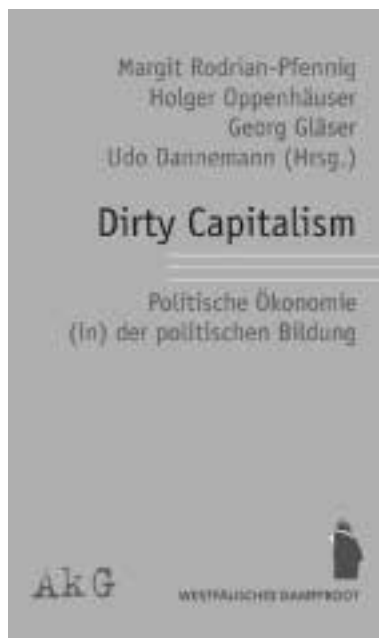 Margit Rodrian-Pfennig
Holger Oppenhäuser
Georg Gläser
Udo Dannemann (Hrsg.)
Dirty Capitalism
Politische Ökonomie
(in) der politischen Bildung
AkG
WESTFÄLISCHES DAMPFBOOT